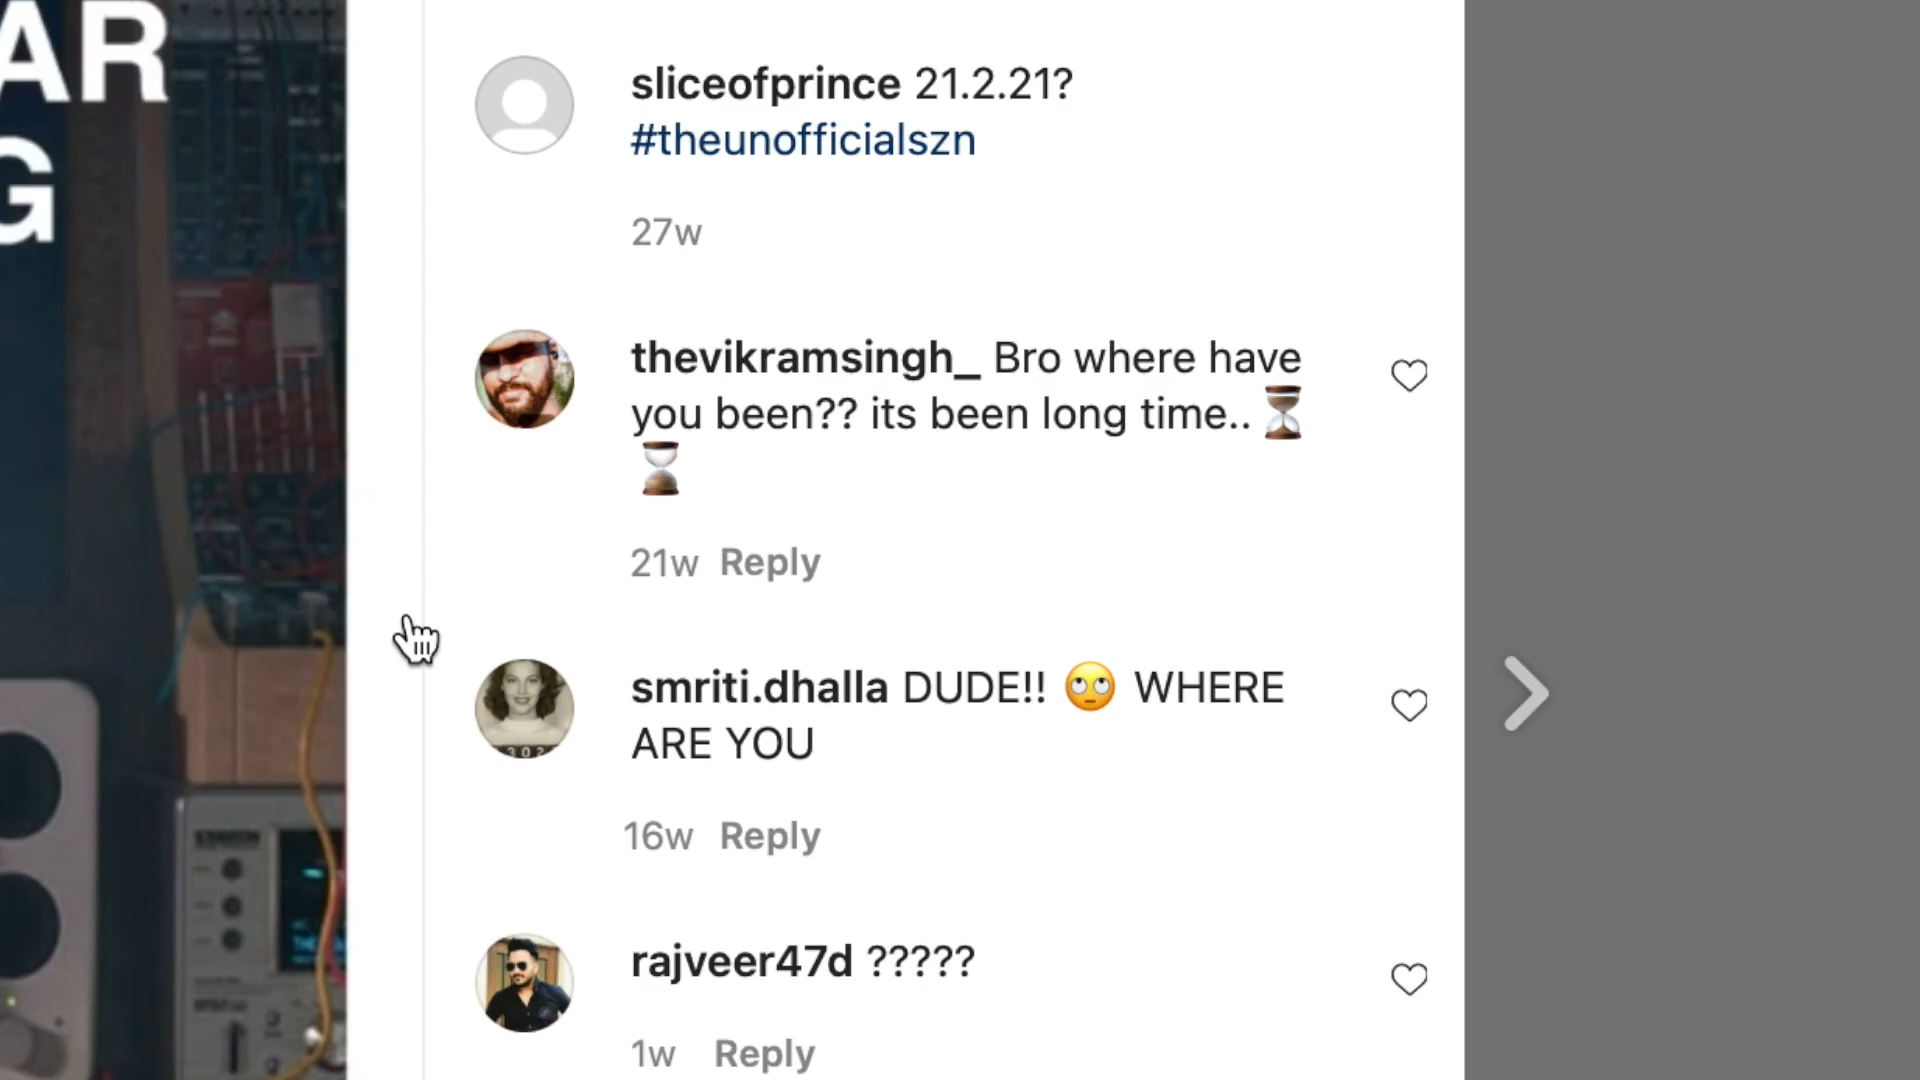 AR
G
sliceofprince 21.2.21?
#theunofficialszn
27w
thevikramsingh_ Bro where have
you been?? its been long time..⏳
⌛
21w Reply
smriti.dhalla DUDE!! 🙄 WHERE
ARE YOU
16w Reply
rajveer47d ?????
1w Reply